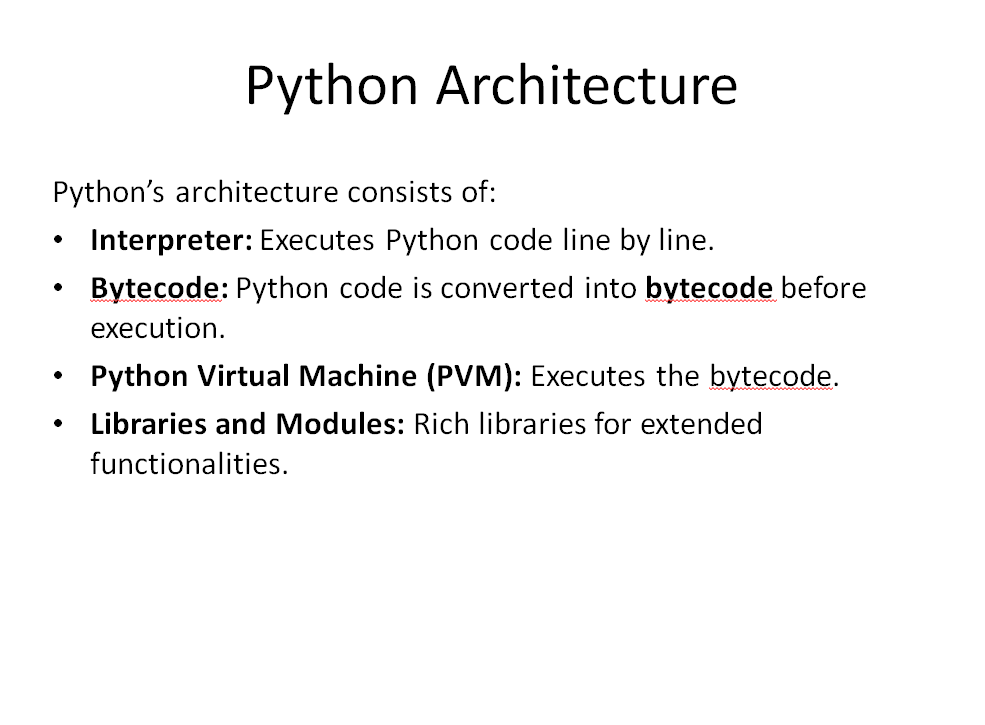 Python Architecture
Python’s architecture consists of:
• Interpreter: Executes Python code line by line.
• Bytecode: Python code is converted into bytecode before
execution.
• Python Virtual Machine (PVM): Executes the bytecode.
• Libraries and Modules: Rich libraries for extended
functionalities.